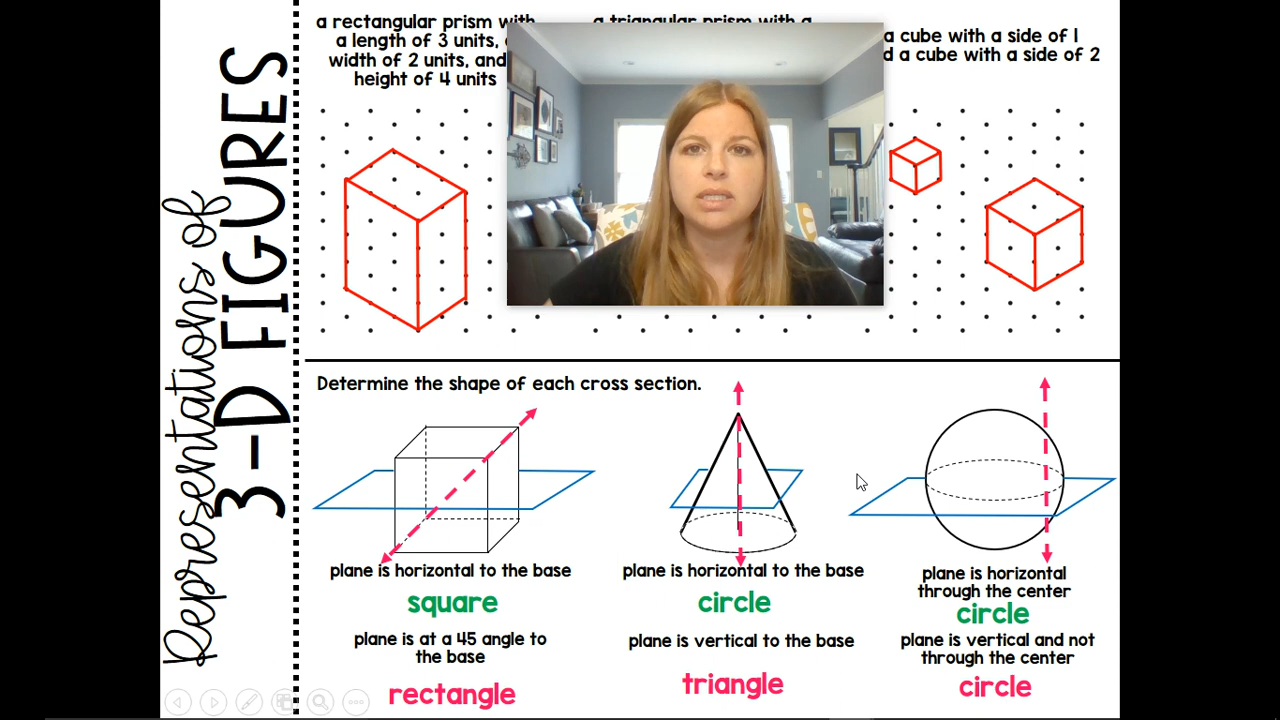 Representations of
3-D FIGURES
a rectangular prism with
a length of 3 units,
width of 2 units, and
height of 4 units
a triangular prism with a
a cube with a side of 1
a cube with a side of 2
Determine the shape of each cross section.
plane is horizontal to the base
square
plane is at a 45 angle to
the base
rectangle
plane is horizontal to the base
circle
plane is vertical to the base
triangle
plane is horizontal
through the center
circle
plane is vertical and not
through the center
circle